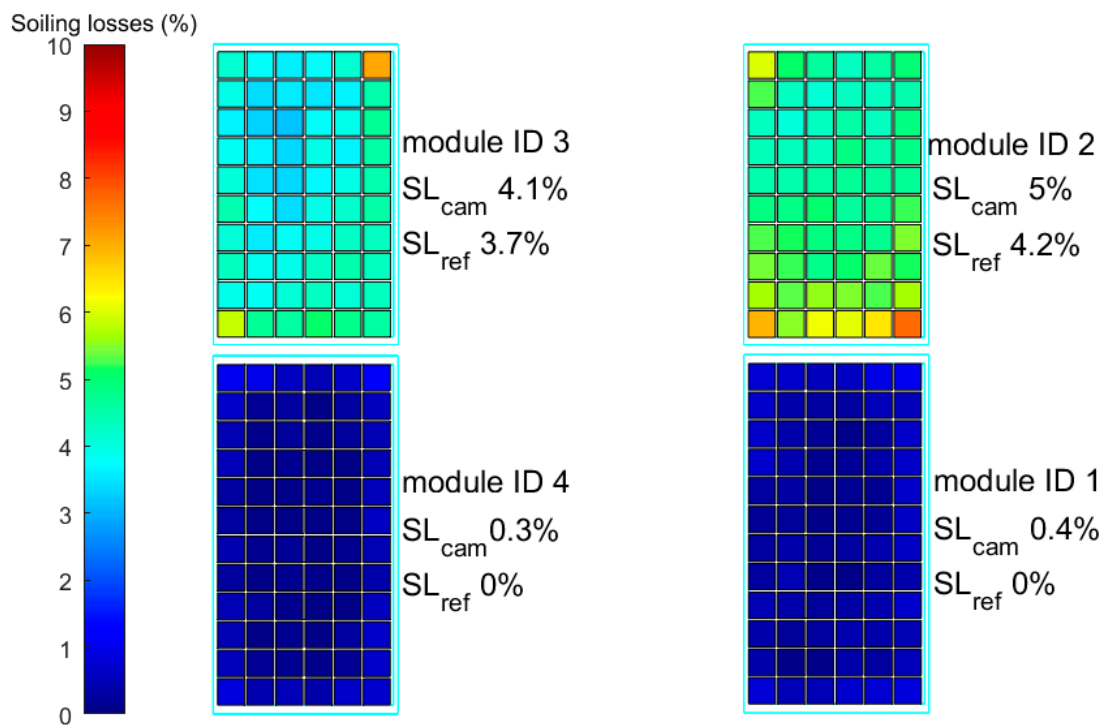 Soiling losses (%)
10
9
8
7
6
5
4
3
2
1
0
module ID 3
SLcam 4.1%
SLref 3.7%
module ID 2
SLcam 5%
SLref 4.2%
module ID 4
SLcam 0.3%
SLref 0%
module ID 1
SLcam 0.4%
SLref 0%